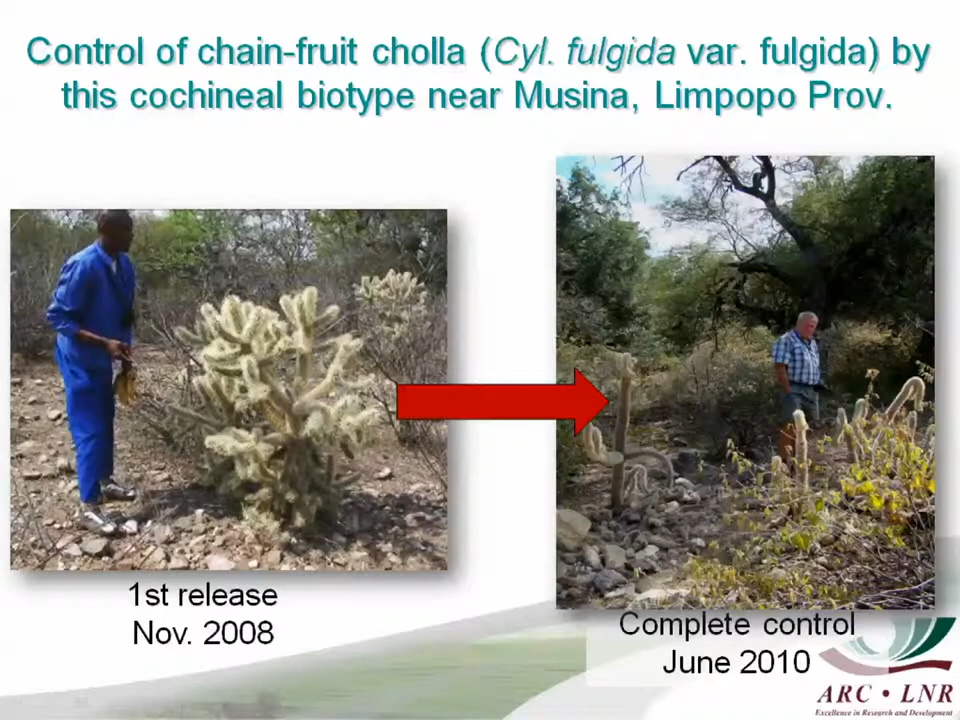 Control of chain-fruit cholla (Cyl. fulgida var. fulgida) by
this cochineal biotype near Musina, Limpopo Prov.
1st release
Nov. 2008
Complete control
June 2010
ARC • LNR
Excellence in Research and Development